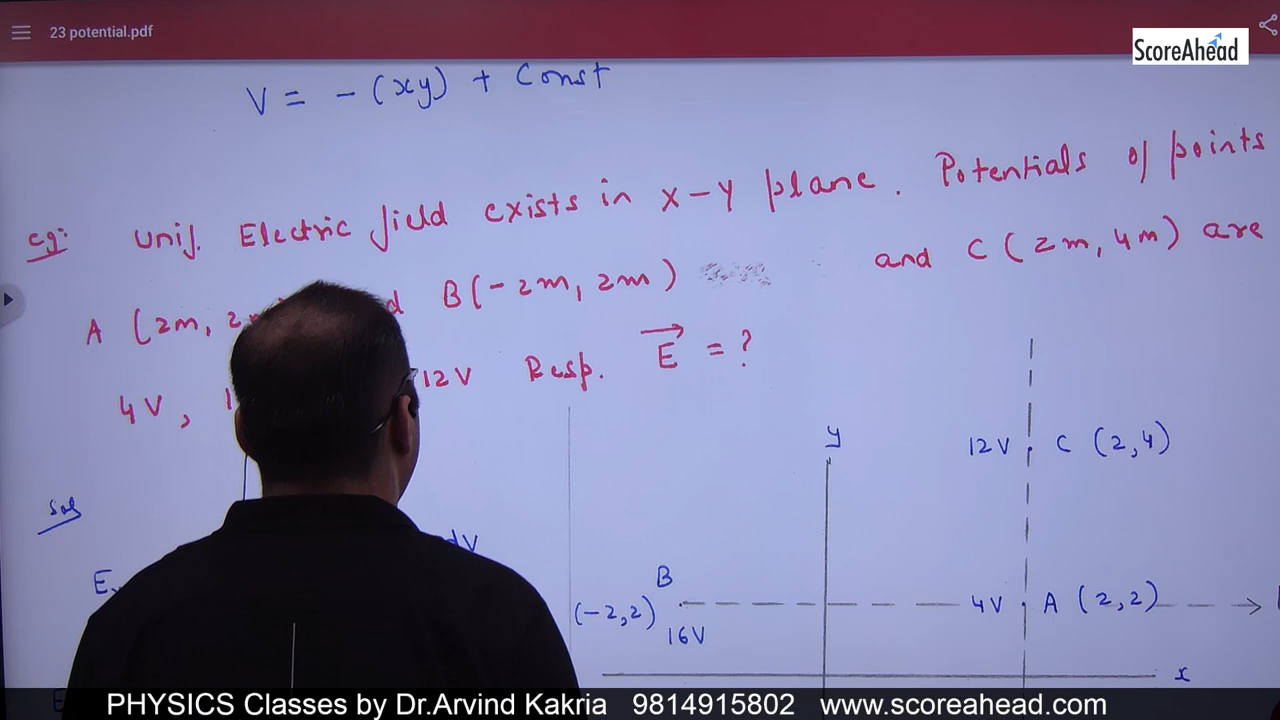 23 potential.pdf
ScoreAhead
V = - (xy) + Const
eg: Unif. Electric field exists in x-y plane. Potentials of points
A (2m, B(-2m, 2m) and C (2m, 4m) are
4V, 12V Resp. E = ?
Sol
y
12V C (2,4)
dV
B
(-2,2) 4V A (2,2)
16V
x
PHYSICS Classes by Dr.Arvind Kakria 9814915802 www.scoreahead.com